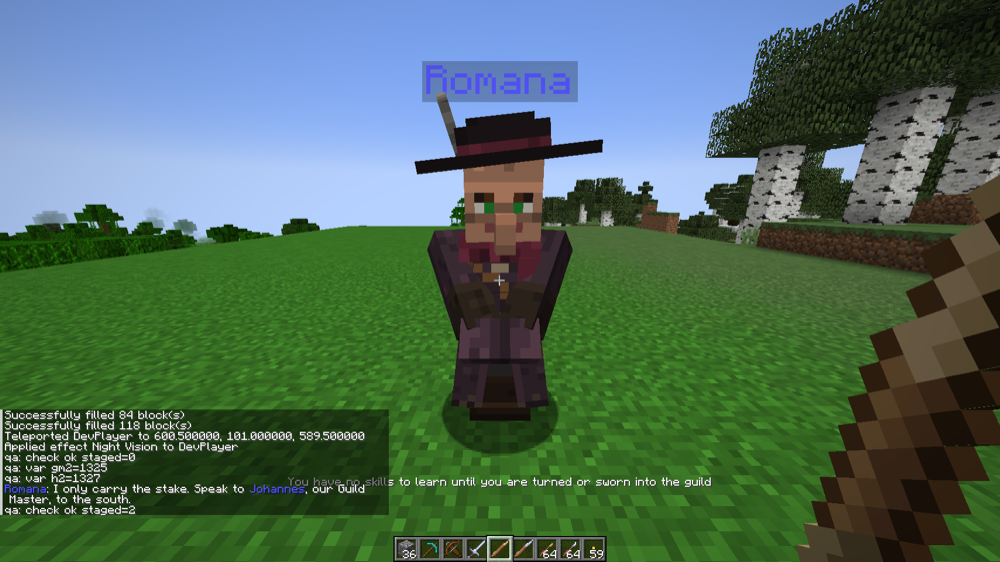 Romana
Successfully filled 84 block(s)
Successfully filled 118 block(s)
Teleported DevPlayer to 600.500000, 101.000000, 589.500000
Applied effect Night Vision to DevPlayer
qa: check ok staged=0
qa: var gm2=1325
qa: var h2=1327
You have no skills to learn until you are turned or sworn into the guild
Romana: I only carry the stake. Speak to Johannes, our Guild
Master, to the south.
qa: check ok staged=2
36 64 64 59